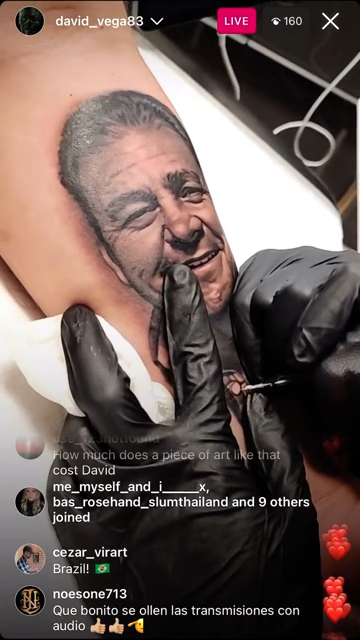 david_vega83
LIVE
160
How much does a piece of art like that
cost David
me_myself_and_i_____x,
bas_rosehand_slumthailand and 9 others
joined
cezar_virart
Brazil! 🇧🇷
noesone713
Que bonito se ollen las transmisiones con
audio 👍🏼👍🏼🤙